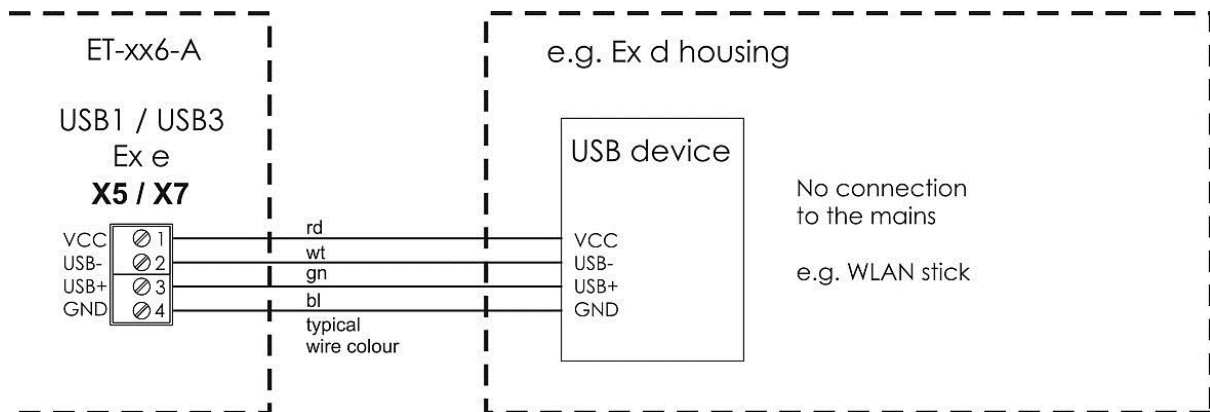 ET-xx6-A
USB1 / USB3
Ex e
X5 / X7
VCC 1
USB- 2
USB+ 3
GND 4
rd
wt
gn
bl
typical
wire colour
e.g. Ex d housing
USB device
VCC
USB-
USB+
GND
No connection
to the mains
e.g. WLAN stick